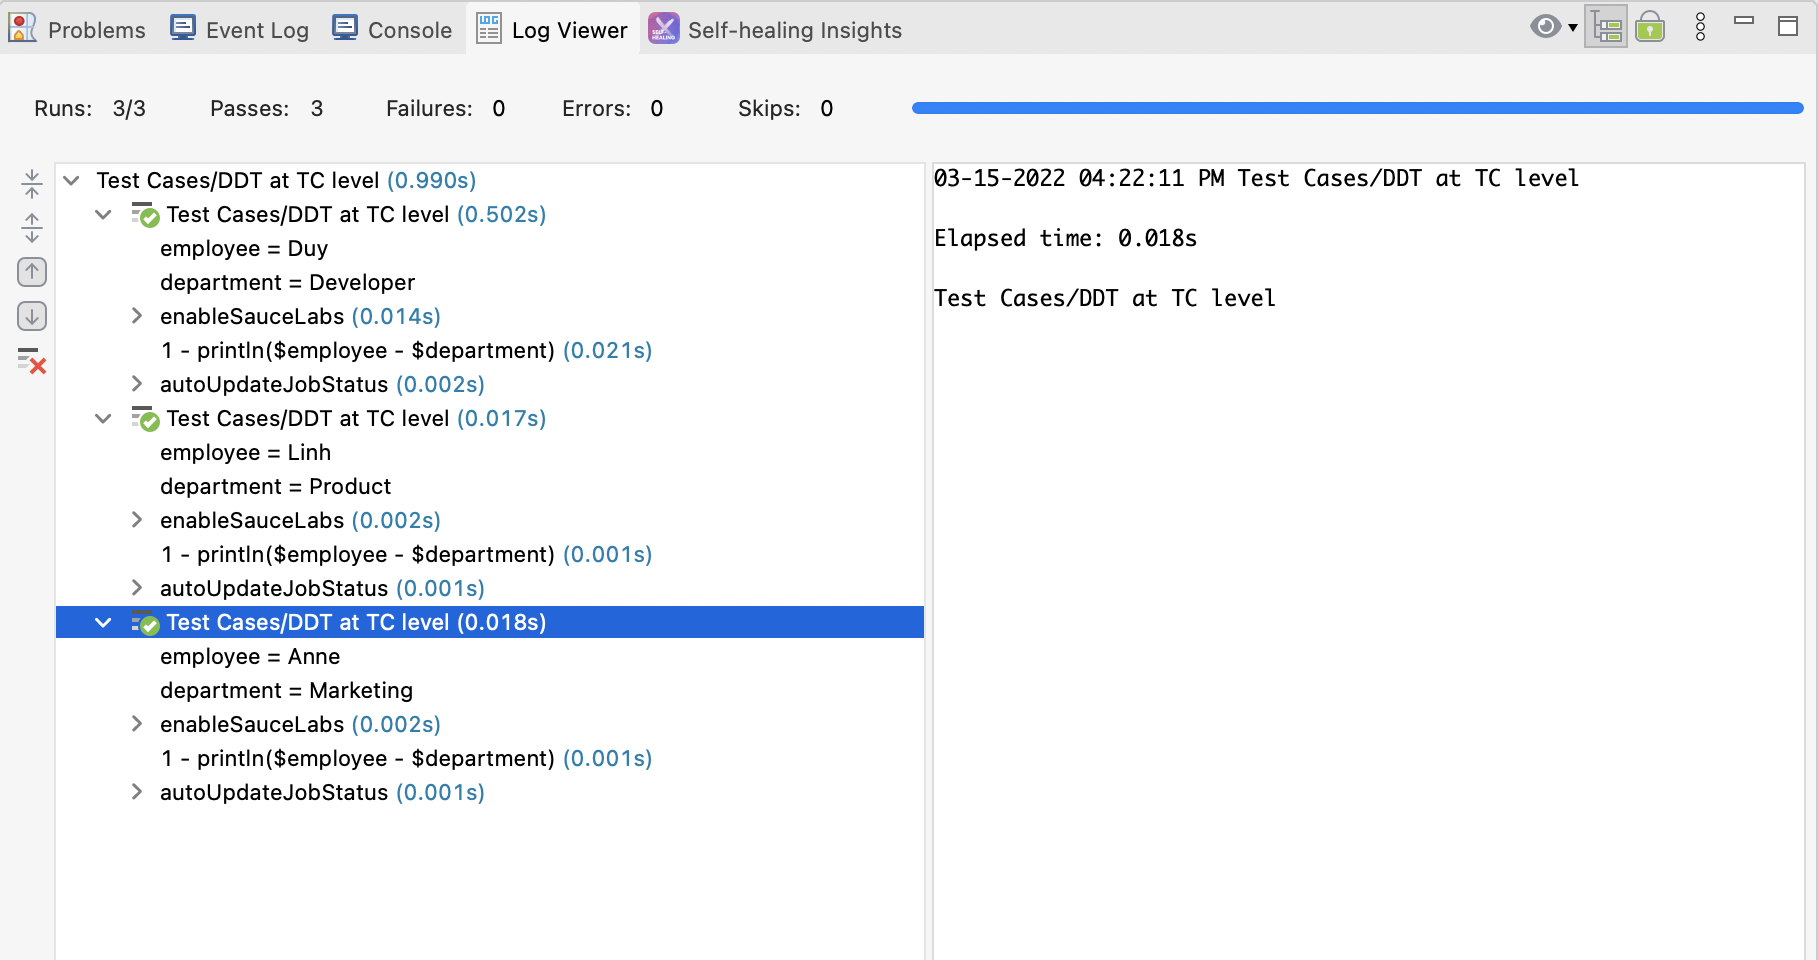 Problems Event Log Console Log Viewer Self-healing Insights
Runs: 3/3 Passes: 3 Failures: 0 Errors: 0 Skips: 0
Test Cases/DDT at TC level (0.990s)
Test Cases/DDT at TC level (0.502s)
employee = Duy
department = Developer
enableSauceLabs (0.014s)
1 - println($employee - $department) (0.021s)
autoUpdateJobStatus (0.002s)
Test Cases/DDT at TC level (0.017s)
employee = Linh
department = Product
enableSauceLabs (0.002s)
1 - println($employee - $department) (0.001s)
autoUpdateJobStatus (0.001s)
Test Cases/DDT at TC level (0.018s)
employee = Anne
department = Marketing
enableSauceLabs (0.002s)
1 - println($employee - $department) (0.001s)
autoUpdateJobStatus (0.001s)
03-15-2022 04:22:11 PM Test Cases/DDT at TC level
Elapsed time: 0.018s
Test Cases/DDT at TC level